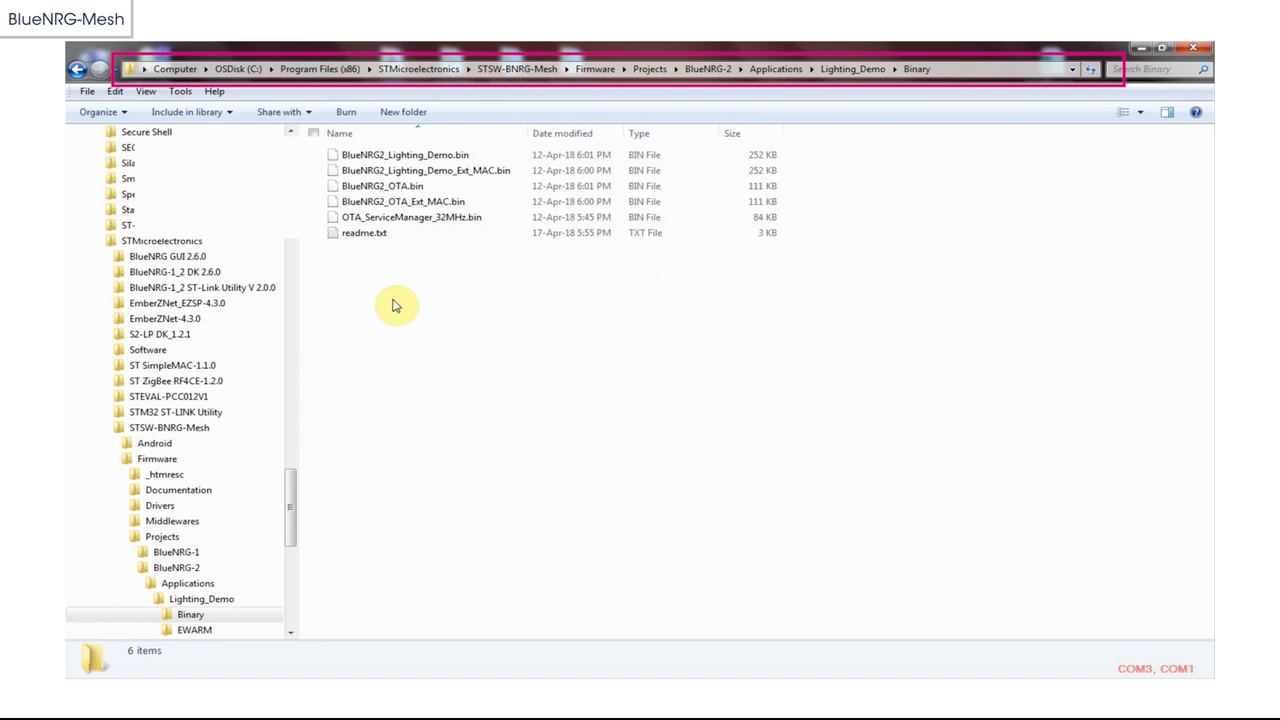 BlueNRG-Mesh
Computer OSDisk (C:) Program Files (x86) STMicroelectronics STSW-BNRG-Mesh Firmware Projects BlueNRG-2 Applications Lighting_Demo Binary Search Binary
File Edit View Tools Help
Organize Include in library Share with Burn New folder
Name Date modified Type Size
BlueNRG2_Lighting_Demo.bin 12-Apr-18 6:01 PM BIN File 252 KB
BlueNRG2_Lighting_Demo_Ext_MAC.bin 12-Apr-18 6:00 PM BIN File 252 KB
BlueNRG2_OTA.bin 12-Apr-18 6:01 PM BIN File 111 KB
BlueNRG2_OTA_Ext_MAC.bin 12-Apr-18 6:00 PM BIN File 111 KB
OTA_ServiceManager_32MHz.bin 12-Apr-18 5:45 PM BIN File 84 KB
readme.txt 17-Apr-18 5:55 PM TXT File 3 KB
Secure Shell
SEC
Sila
Sm
Spe
Sta
ST-
STMicroelectronics
BlueNRG GUI 2.6.0
BlueNRG-1_2 DK 2.6.0
BlueNRG-1_2 ST-Link Utility V 2.0.0
EmberZNet_EZSP-4.3.0
EmberZNet-4.3.0
S2-LP DK_1.2.1
Software
ST SimpleMAC-1.1.0
ST ZigBee RF4CE-1.2.0
STEVAL-PCC012V1
STM32 ST-LINK Utility
STSW-BNRG-Mesh
Android
Firmware
_htmresc
Documentation
Drivers
Middlewares
Projects
BlueNRG-1
BlueNRG-2
Applications
Lighting_Demo
Binary
EWARM
6 items
COM3, COM1